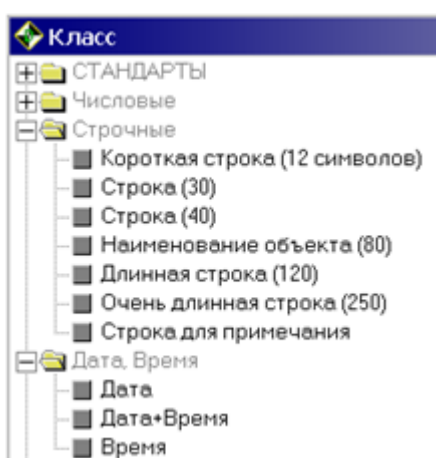 Класс
СТАНДАРТЫ
Числовые
Строчные
Короткая строка (12 символов)
Строка (30)
Строка (40)
Наименование объекта (80)
Длинная строка (120)
Очень длинная строка (250)
Строка для примечания
Дата, Время
Дата
Дата+Время
Время